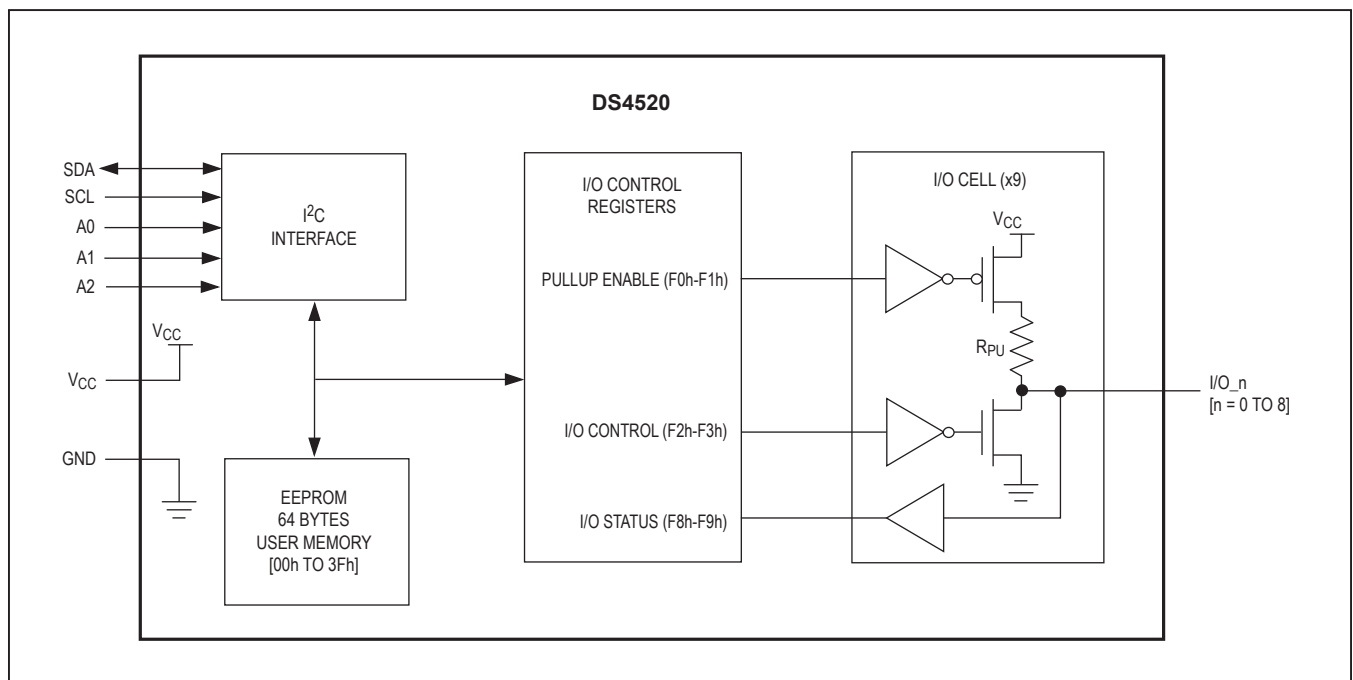 DS4520
SDA
SCL
A0
A1
A2
I²C
INTERFACE
VCC
VCC
GND
EEPROM
64 BYTES
USER MEMORY
[00h TO 3Fh]
I/O CONTROL
REGISTERS
PULLUP ENABLE (F0h-F1h)
I/O CONTROL (F2h-F3h)
I/O STATUS (F8h-F9h)
I/O CELL (x9)
VCC
RPU
I/O_n
[n = 0 TO 8]